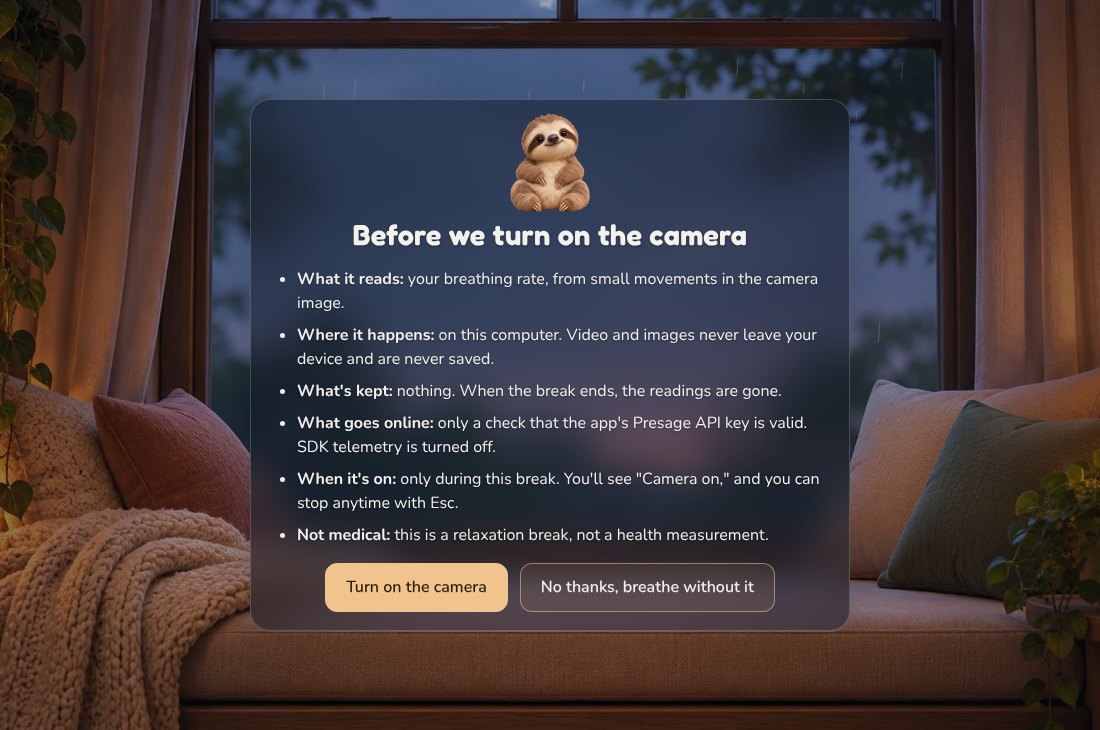 Before we turn on the camera
What it reads: your breathing rate, from small movements in the camera
image.
Where it happens: on this computer. Video and images never leave your
device and are never saved.
What's kept: nothing. When the break ends, the readings are gone.
What goes online: only a check that the app's Presage API key is valid.
SDK telemetry is turned off.
When it's on: only during this break. You'll see "Camera on," and you can
stop anytime with Esc.
Not medical: this is a relaxation break, not a health measurement.
Turn on the camera
No thanks, breathe without it